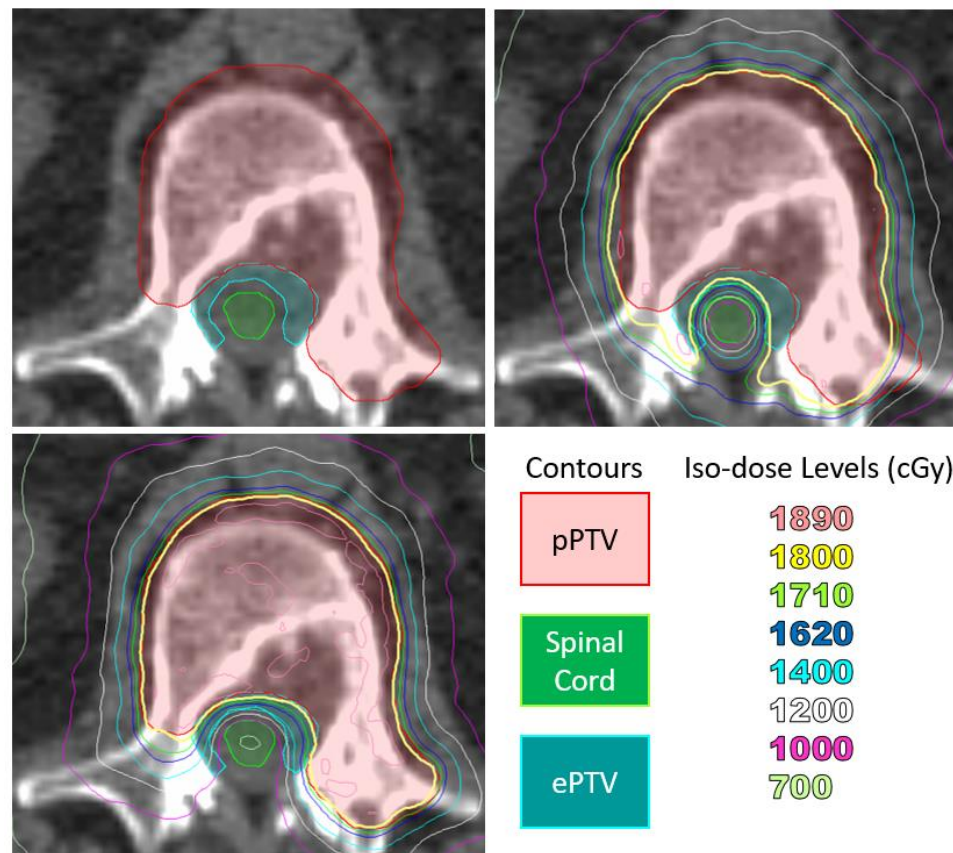 Contours
Iso-dose Levels (cGy)
pPTV
Spinal
Cord
ePTV
1890
1800
1710
1620
1400
1200
1000
700